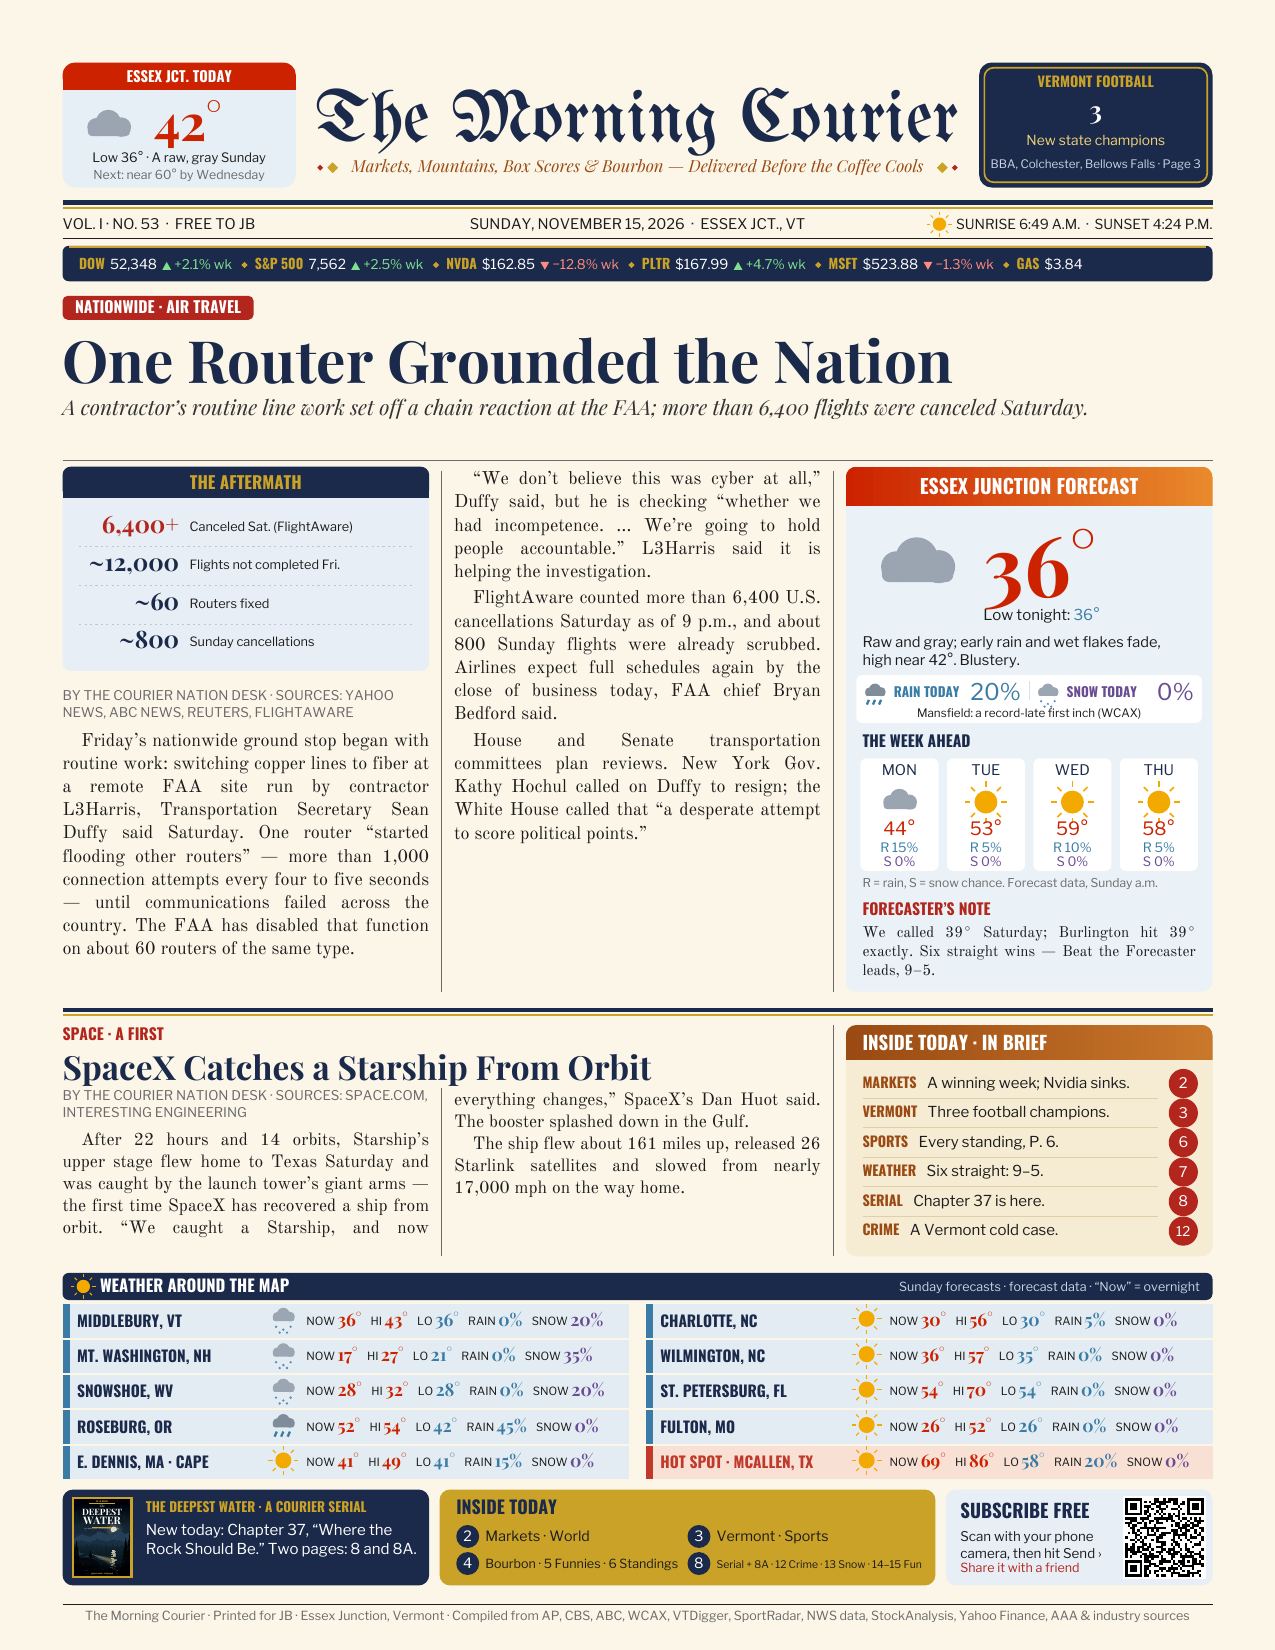 ESSEX JCT. TODAY
42°
Low 36° · A raw, gray Sunday
Next: near 60° by Wednesday
The Morning Courier
Markets, Mountains, Box Scores & Bourbon — Delivered Before the Coffee Cools
VERMONT FOOTBALL
3
New state champions
BBA, Colchester, Bellows Falls · Page 3
VOL. I · NO. 53 · FREE TO JB
SUNDAY, NOVEMBER 15, 2026 · ESSEX JCT., VT
SUNRISE 6:49 A.M. · SUNSET 4:24 P.M.
DOW 52,348 ▲+2.1% wk ◆ S&P 500 7,562 ▲+2.5% wk ◆ NVDA $162.85 ▼−12.8% wk ◆ PLTR $167.99 ▲+4.7% wk ◆ MSFT $523.88 ▼−1.3% wk ◆ GAS $3.84
NATIONWIDE · AIR TRAVEL
One Router Grounded the Nation
A contractor’s routine line work set off a chain reaction at the FAA; more than 6,400 flights were canceled Saturday.
THE AFTERMATH
6,400+ Canceled Sat. (FlightAware)
~12,000 Flights not completed Fri.
~60 Routers fixed
~800 Sunday cancellations
BY THE COURIER NATION DESK · SOURCES: YAHOO
NEWS, ABC NEWS, REUTERS, FLIGHTAWARE
Friday’s nationwide ground stop began with
routine work: switching copper lines to fiber at
a remote FAA site run by contractor
L3Harris, Transportation Secretary Sean
Duffy said Saturday. One router “started
flooding other routers” — more than 1,000
connection attempts every four to five seconds
— until communications failed across the
country. The FAA has disabled that function
on about 60 routers of the same type.
“We don’t believe this was cyber at all,”
Duffy said, but he is checking “whether we
had incompetence. ... We’re going to hold
people accountable.” L3Harris said it is
helping the investigation.
FlightAware counted more than 6,400 U.S.
cancellations Saturday as of 9 p.m., and about
800 Sunday flights were already scrubbed.
Airlines expect full schedules again by the
close of business today, FAA chief Bryan
Bedford said.
House and Senate transportation
committees plan reviews. New York Gov.
Kathy Hochul called on Duffy to resign; the
White House called that “a desperate attempt
to score political points.”
ESSEX JUNCTION FORECAST
36°
Low tonight: 36°
Raw and gray; early rain and wet flakes fade,
high near 42°. Blustery.
RAIN TODAY 20% SNOW TODAY 0%
Mansfield: a record-late first inch (WCAX)
THE WEEK AHEAD
MON TUE WED THU
44° 53° 59° 58°
R 15% R 5% R 10% R 5%
S 0% S 0% S 0% S 0%
R = rain, S = snow chance. Forecast data, Sunday a.m.
FORECASTER’S NOTE
We called 39° Saturday; Burlington hit 39°
exactly. Six straight wins — Beat the Forecaster
leads, 9–5.
SPACE · A FIRST
SpaceX Catches a Starship From Orbit
BY THE COURIER NATION DESK · SOURCES: SPACE.COM,
INTERESTING ENGINEERING
After 22 hours and 14 orbits, Starship’s
upper stage flew home to Texas Saturday and
was caught by the launch tower’s giant arms —
the first time SpaceX has recovered a ship from
orbit. “We caught a Starship, and now
everything changes,” SpaceX’s Dan Huot said.
The booster splashed down in the Gulf.
The ship flew about 161 miles up, released 26
Starlink satellites and slowed from nearly
17,000 mph on the way home.
INSIDE TODAY · IN BRIEF
MARKETS A winning week; Nvidia sinks. 2
VERMONT Three football champions. 3
SPORTS Every standing, P. 6. 6
WEATHER Six straight: 9–5. 7
SERIAL Chapter 37 is here. 8
CRIME A Vermont cold case. 12
WEATHER AROUND THE MAP
Sunday forecasts · forecast data · “Now” = overnight
MIDDLEBURY, VT NOW 36° HI 43° LO 36° RAIN 0% SNOW 20%
MT. WASHINGTON, NH NOW 17° HI 27° LO 21° RAIN 0% SNOW 35%
SNOWSHOE, WV NOW 28° HI 32° LO 28° RAIN 0% SNOW 20%
ROSEBURG, OR NOW 52° HI 54° LO 42° RAIN 45% SNOW 0%
E. DENNIS, MA · CAPE NOW 41° HI 49° LO 41° RAIN 15% SNOW 0%
CHARLOTTE, NC NOW 30° HI 56° LO 30° RAIN 5% SNOW 0%
WILMINGTON, NC NOW 36° HI 57° LO 35° RAIN 0% SNOW 0%
ST. PETERSBURG, FL NOW 54° HI 70° LO 54° RAIN 0% SNOW 0%
FULTON, MO NOW 26° HI 52° LO 26° RAIN 0% SNOW 0%
HOT SPOT · MCALLEN, TX NOW 69° HI 86° LO 58° RAIN 20% SNOW 0%
DEEPEST
WATER
THE DEEPEST WATER · A COURIER SERIAL
New today: Chapter 37, “Where the
Rock Should Be.” Two pages: 8 and 8A.
INSIDE TODAY
2 Markets · World
3 Vermont · Sports
4 Bourbon · 5 Funnies · 6 Standings
8 Serial + 8A · 12 Crime · 13 Snow · 14–15 Fun
SUBSCRIBE FREE
Scan with your phone
camera, then hit Send ›
Share it with a friend
The Morning Courier · Printed for JB · Essex Junction, Vermont · Compiled from AP, CBS, ABC, WCAX, VTDigger, SportRadar, NWS data, StockAnalysis, Yahoo Finance, AAA & industry sources